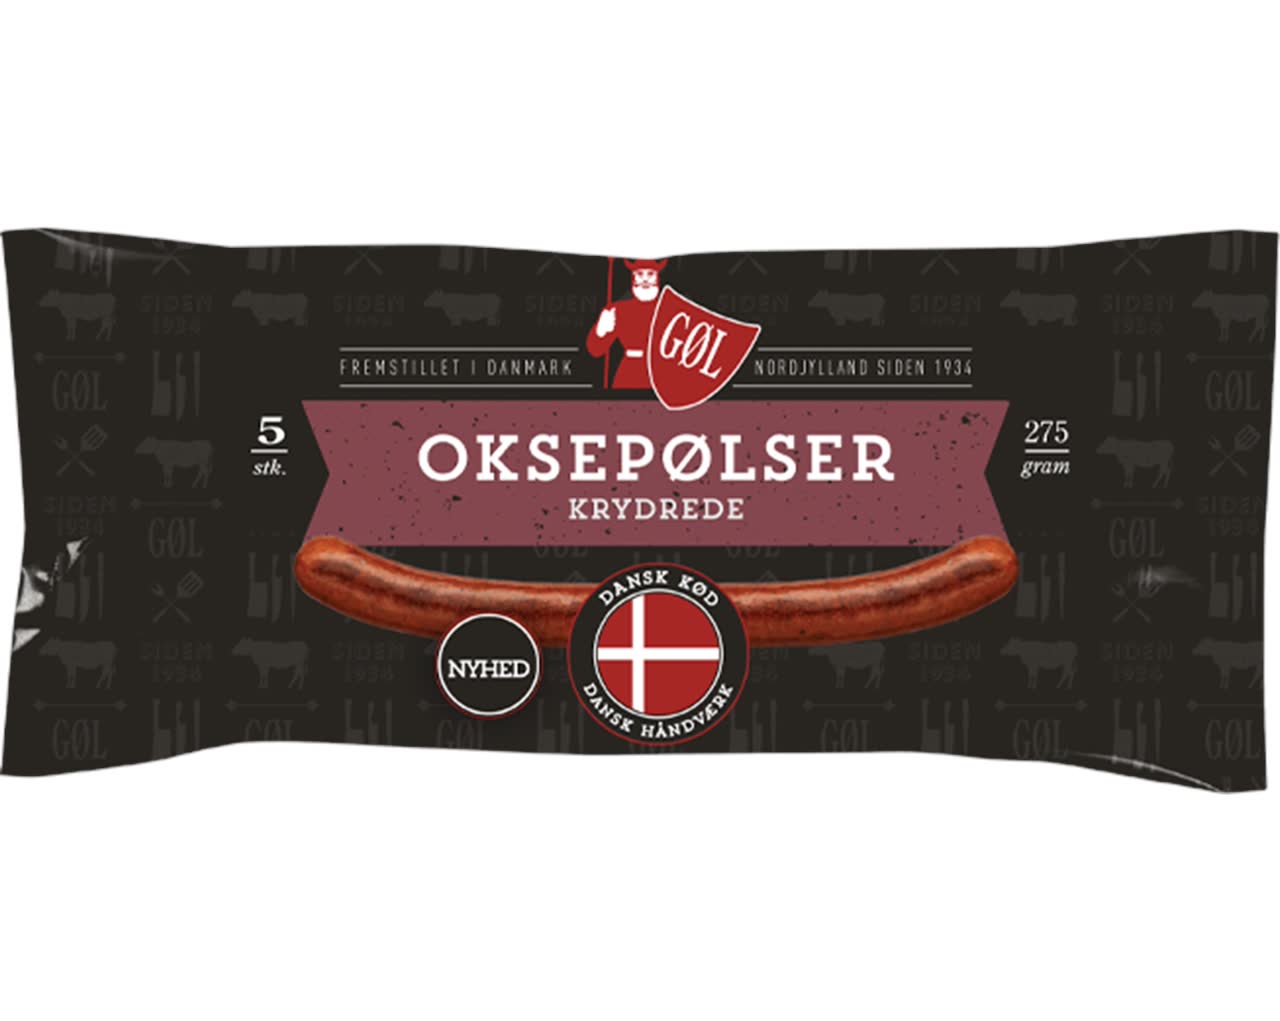 GØL
FREMSTILLET I DANMARK
NORDJYLLAND SIDEN 1934
5
stk.
OKSEPØLSER
KRYDREDE
275
gram
NYHED
DANSK KØD
DANSK HÅNDVÆRK
SIDEN
1934
GØL